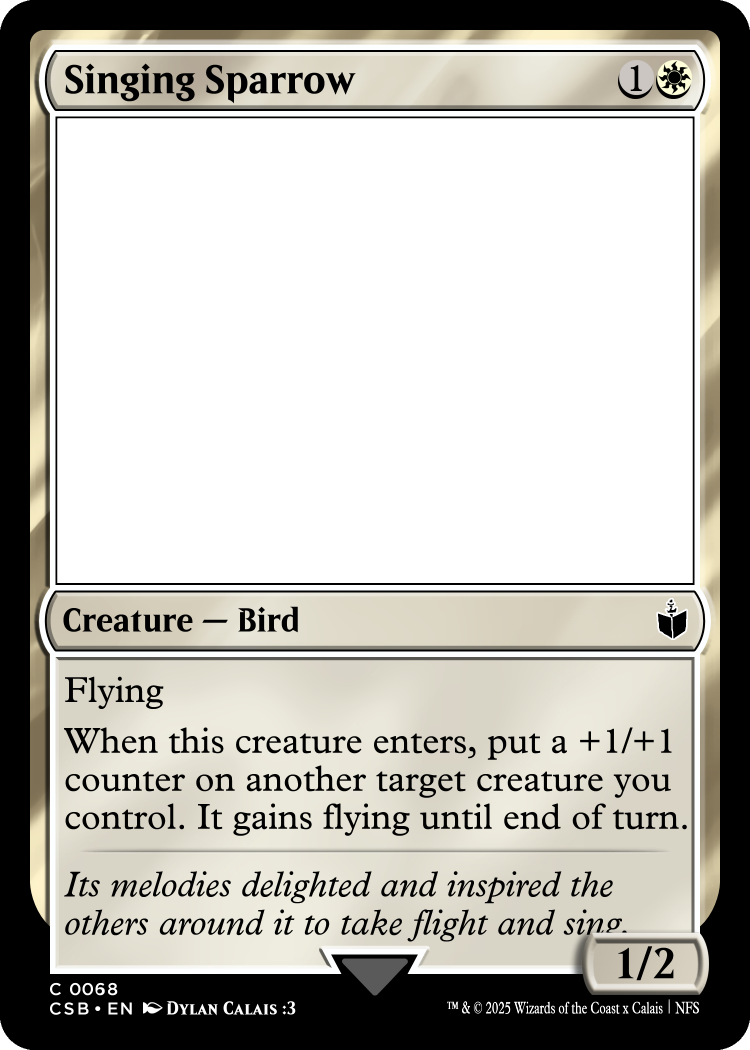 Singing Sparrow 1
Creature — Bird
Flying
When this creature enters, put a +1/+1
counter on another target creature you
control. It gains flying until end of turn.
Its melodies delighted and inspired the
others around it to take flight and sing.
1/2
C 0068
CSB • EN DYLAN CALAIS :3
™ & © 2025 Wizards of the Coast x Calais | NFS